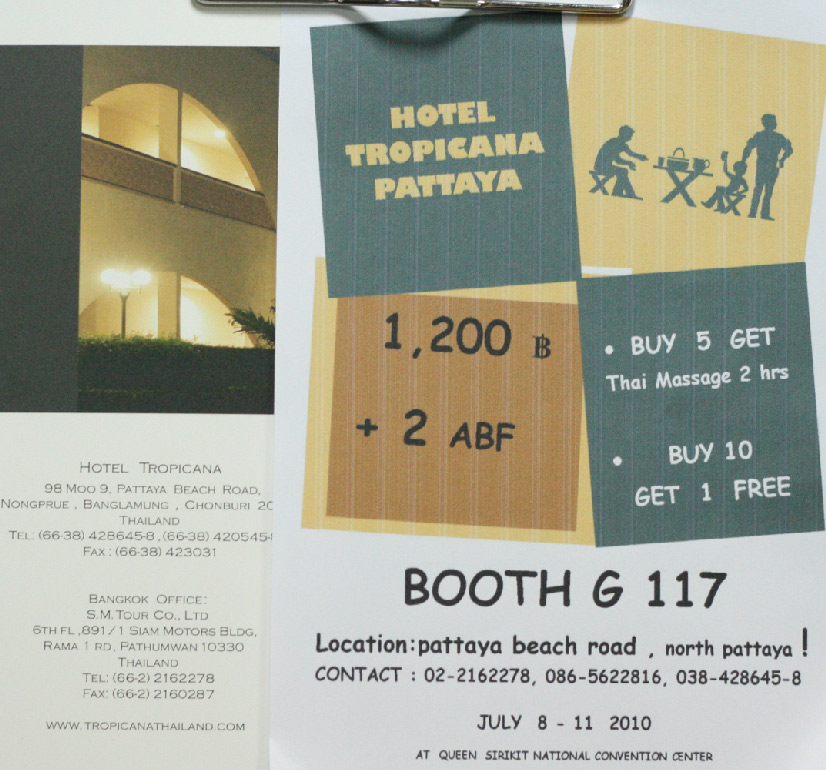 HOTEL TROPICANA
98 MOO 9, PATTAYA BEACH ROAD,
NONGPRUE , BANGLAMUNG , CHONBURI 20
THAILAND
TEL: (66-38) 428645-8 ,(66-38) 420545-
FAX : (66-38) 423031
BANGKOK OFFICE:
S.M.TOUR CO., LTD
6TH FL ,891/1 SIAM MOTORS BLDG,
RAMA 1 RD, PATHUMWAN 10330
THAILAND
TEL: (66-2) 2162278
FAX: (66-2) 2160287
WWW.TROPICANATHAILAND.COM
HOTEL
TROPICANA
PATTAYA
1,200 ฿
+ 2 ABF
• BUY 5 GET
Thai Massage 2 hrs
• BUY 10
GET 1 FREE
BOOTH G 117
Location:pattaya beach road , north pattaya !
CONTACT : 02-2162278, 086-5622816, 038-428645-8
JULY 8 - 11 2010
AT QUEEN SIRIKIT NATIONAL CONVENTION CENTER